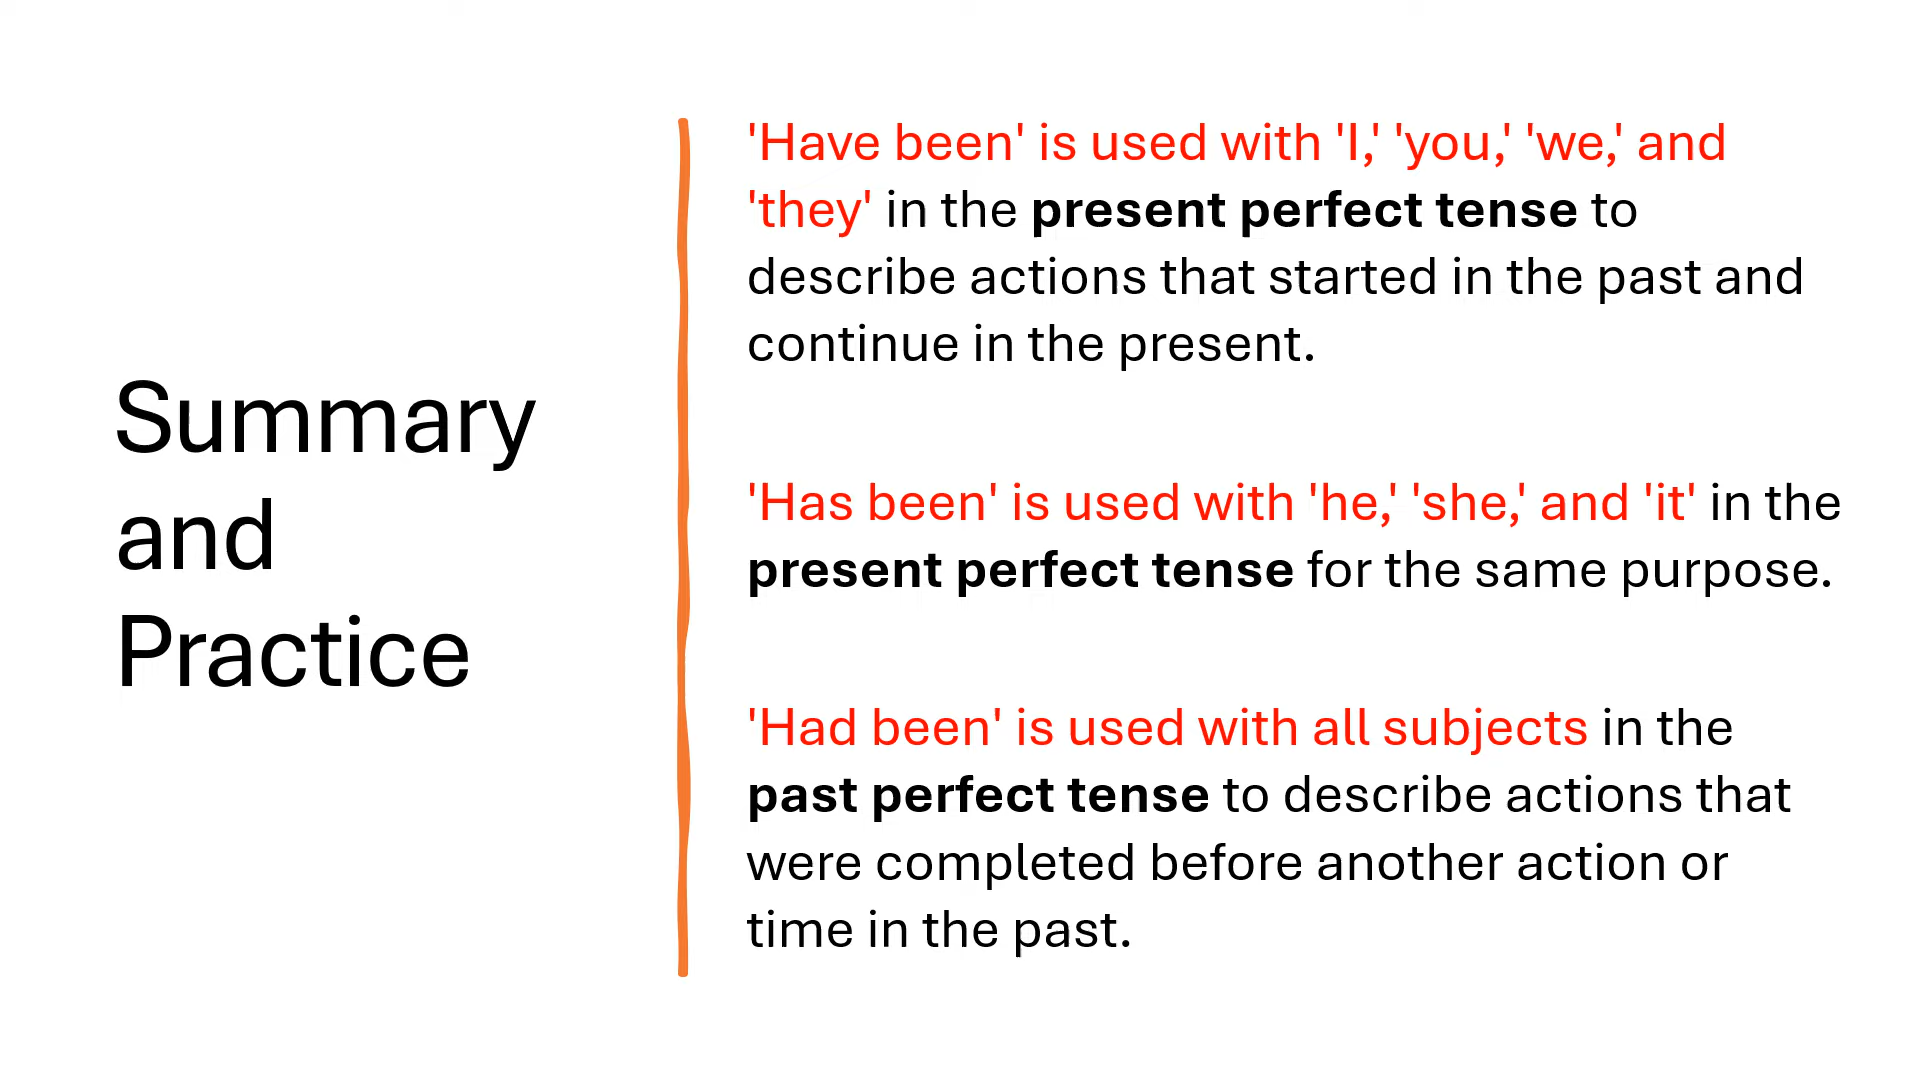 Summary
and
Practice
'Have been' is used with 'I,' 'you,' 'we,' and
'they' in the present perfect tense to
describe actions that started in the past and
continue in the present.
'Has been' is used with 'he,' 'she,' and 'it' in the
present perfect tense for the same purpose.
'Had been' is used with all subjects in the
past perfect tense to describe actions that
were completed before another action or
time in the past.